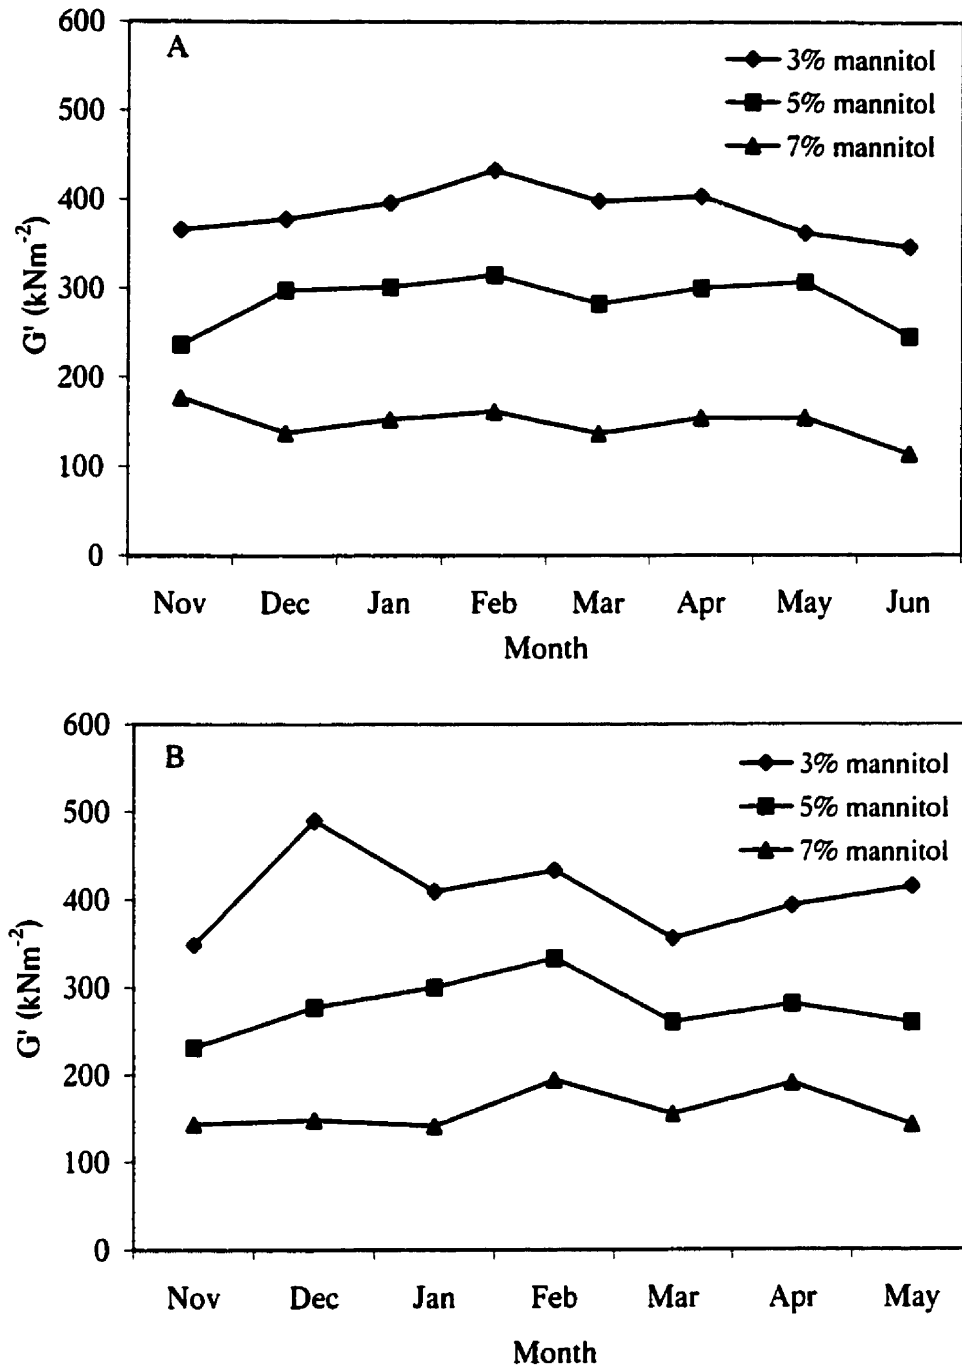 600
A
3% mannitol
500
5% mannitol
7% mannitol
400
300
200
100
0
G' (kNm-2)
Nov Dec Jan Feb Mar Apr May Jun
Month
600
B
3% mannitol
500
5% mannitol
7% mannitol
400
300
200
100
0
G' (kNm-2)
Nov Dec Jan Feb Mar Apr May
Month